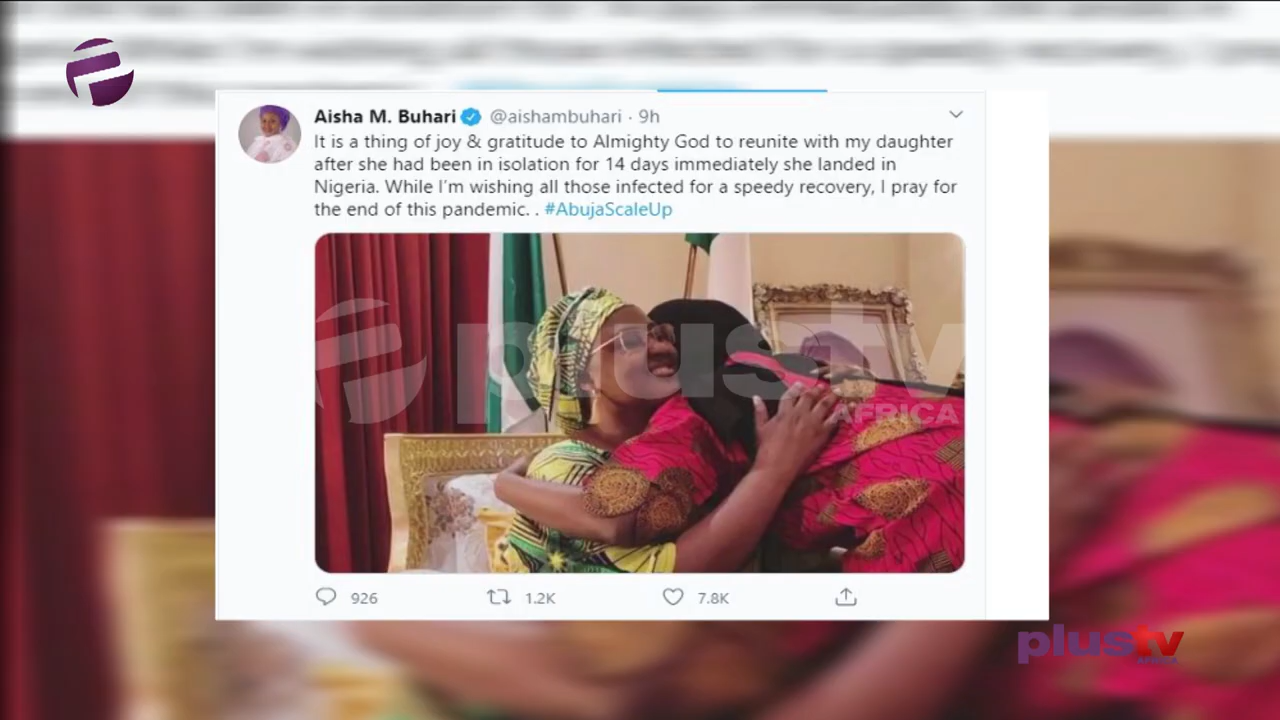 Aisha M. Buhari @aishambuhari · 9h
It is a thing of joy & gratitude to Almighty God to reunite with my daughter
after she had been in isolation for 14 days immediately she landed in
Nigeria. While I'm wishing all those infected for a speedy recovery, I pray for
the end of this pandemic. . #AbujaScaleUp
plustv
AFRICA
926 1.2K 7.8K
plustv
AFRICA